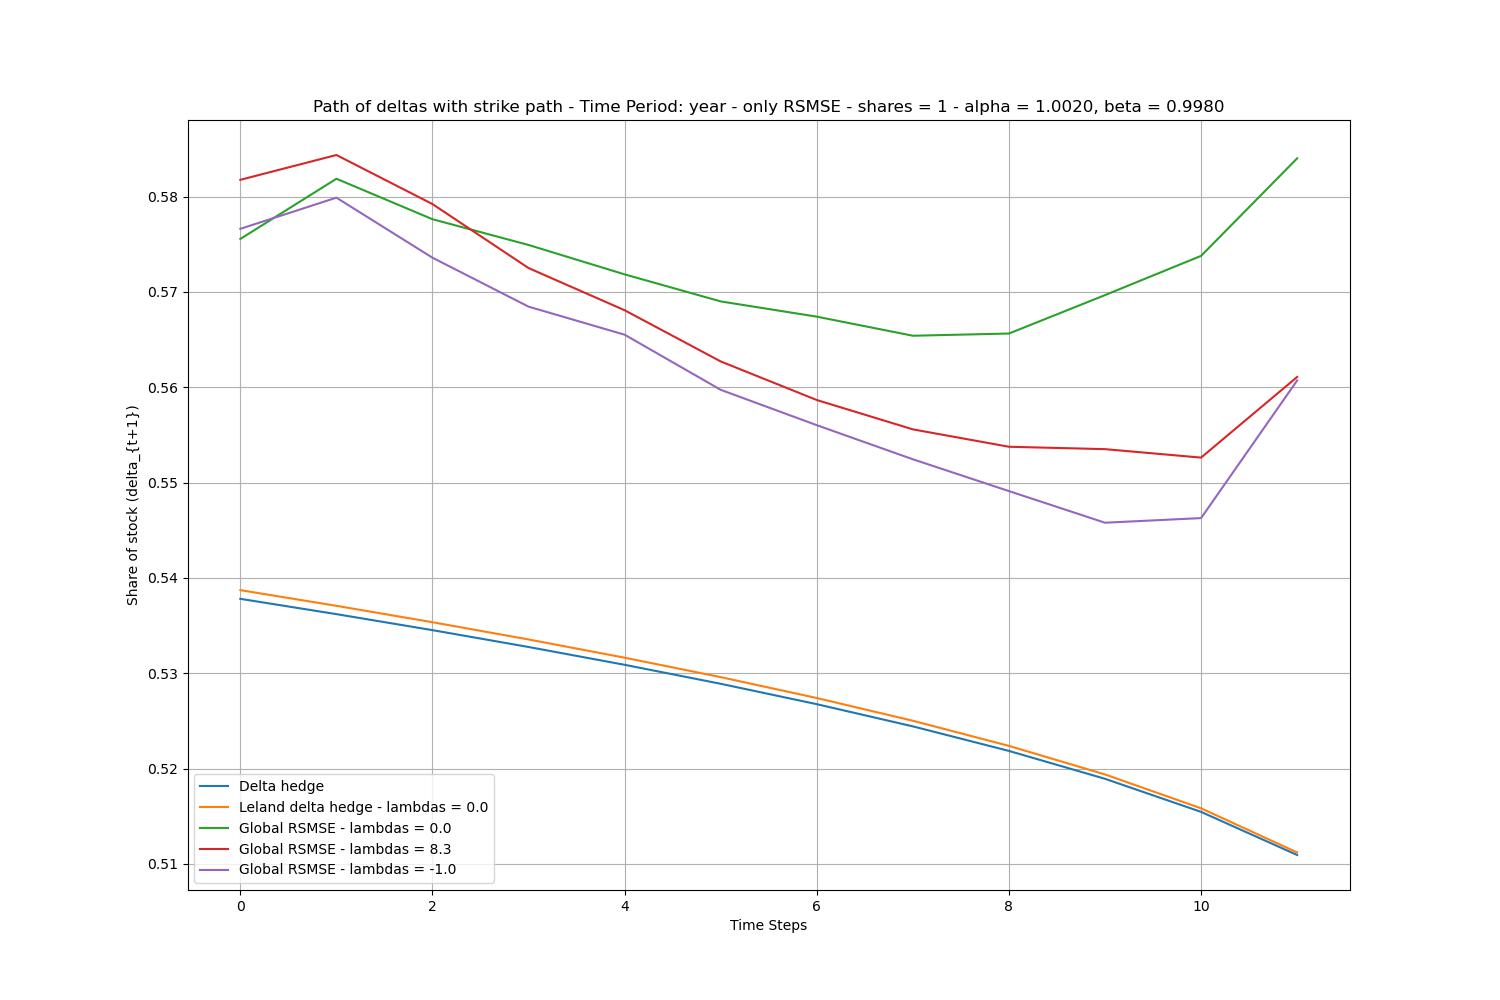 Path of deltas with strike path - Time Period: year - only RSMSE - shares = 1 - alpha = 1.0020, beta = 0.9980
Share of stock (delta_{t+1})
0.58
0.57
0.56
0.55
0.54
0.53
0.52
0.51
Delta hedge
Leland delta hedge - lambdas = 0.0
Global RSMSE - lambdas = 0.0
Global RSMSE - lambdas = 8.3
Global RSMSE - lambdas = -1.0
0 2 4 6 8 10
Time Steps